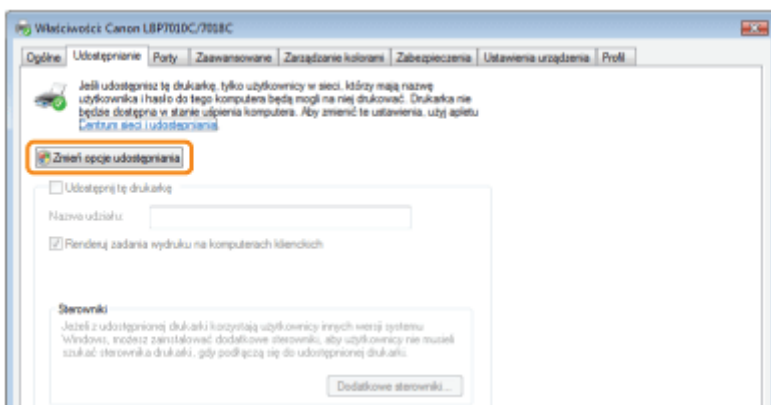 Właściwości: Canon LBP7010C/7018C
Ogólne Udostępnianie Porty Zaawansowane Zarządzanie kolorami Zabezpieczenia Ustawienia urządzenia Profil
Jeśli udostępnisz tę drukarkę, tylko użytkownicy w sieci, którzy mają nazwę
użytkownika i hasło do tego komputera będą mogli na niej drukować. Drukarka nie
będzie dostępna w stanie uśpienia komputera. Aby zmienić te ustawienia, użyj apletu
Centrum sieci i udostępniania.
Zmień opcje udostępniania
Udostępnij tę drukarkę
Nazwa udziału:
Renderuj zadania wydruku na komputerach klienckich
Sterowniki
Jeżeli z udostępnionej drukarki korzystają użytkownicy innych wersji systemu
Windows, możesz zainstalować dodatkowe sterowniki, aby użytkownicy nie musieli
szukać sterownika drukarki, gdy podłączą się do udostępnionej drukarki.
Dodatkowe sterowniki...